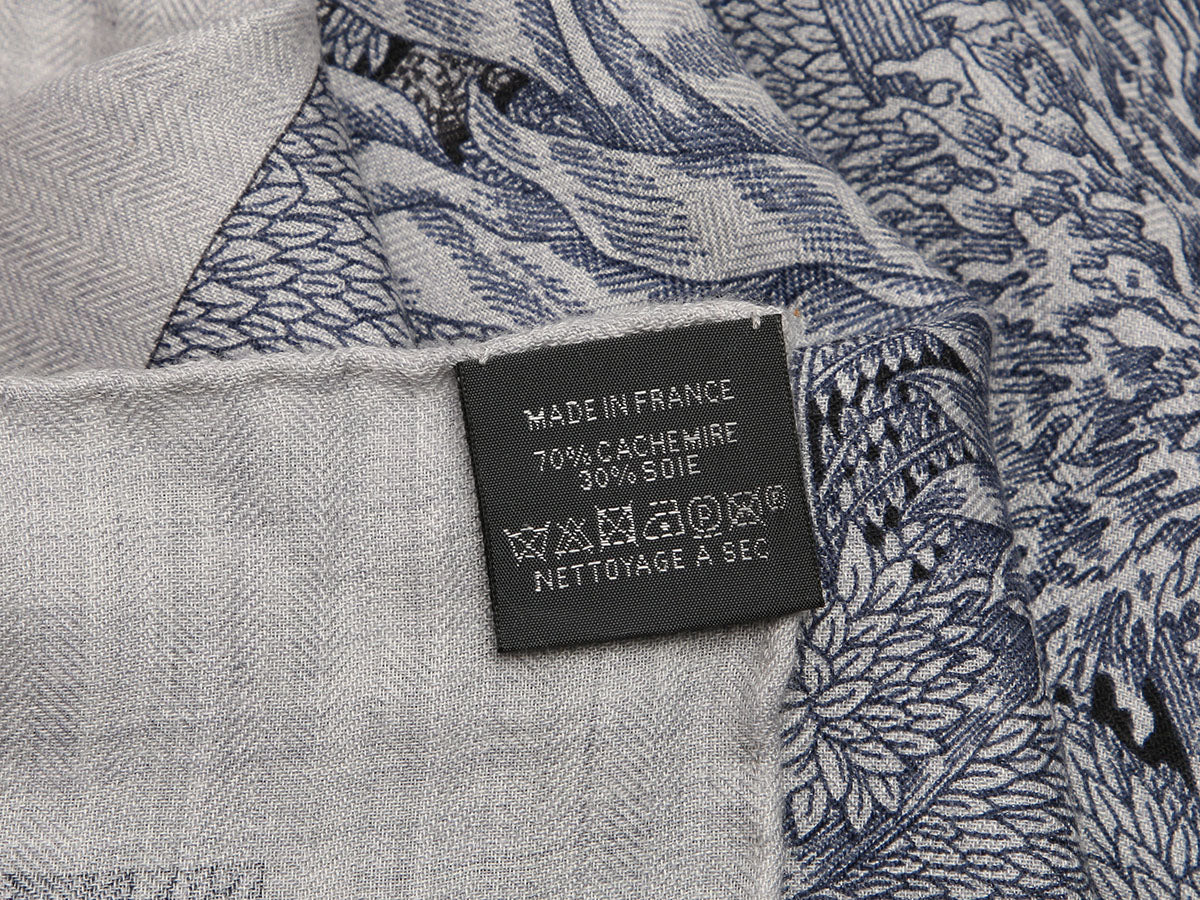 MADE IN FRANCE
70% CACHEMIRE
30% SOIE
P R
NETTOYAGE A SEC